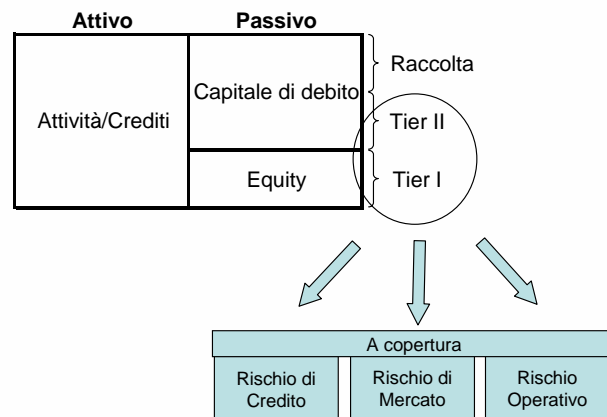 Attivo
Passivo
Attività/Crediti
Capitale di debito
Equity
Raccolta
Tier II
Tier I
A copertura
Rischio di
Credito
Rischio di
Mercato
Rischio
Operativo